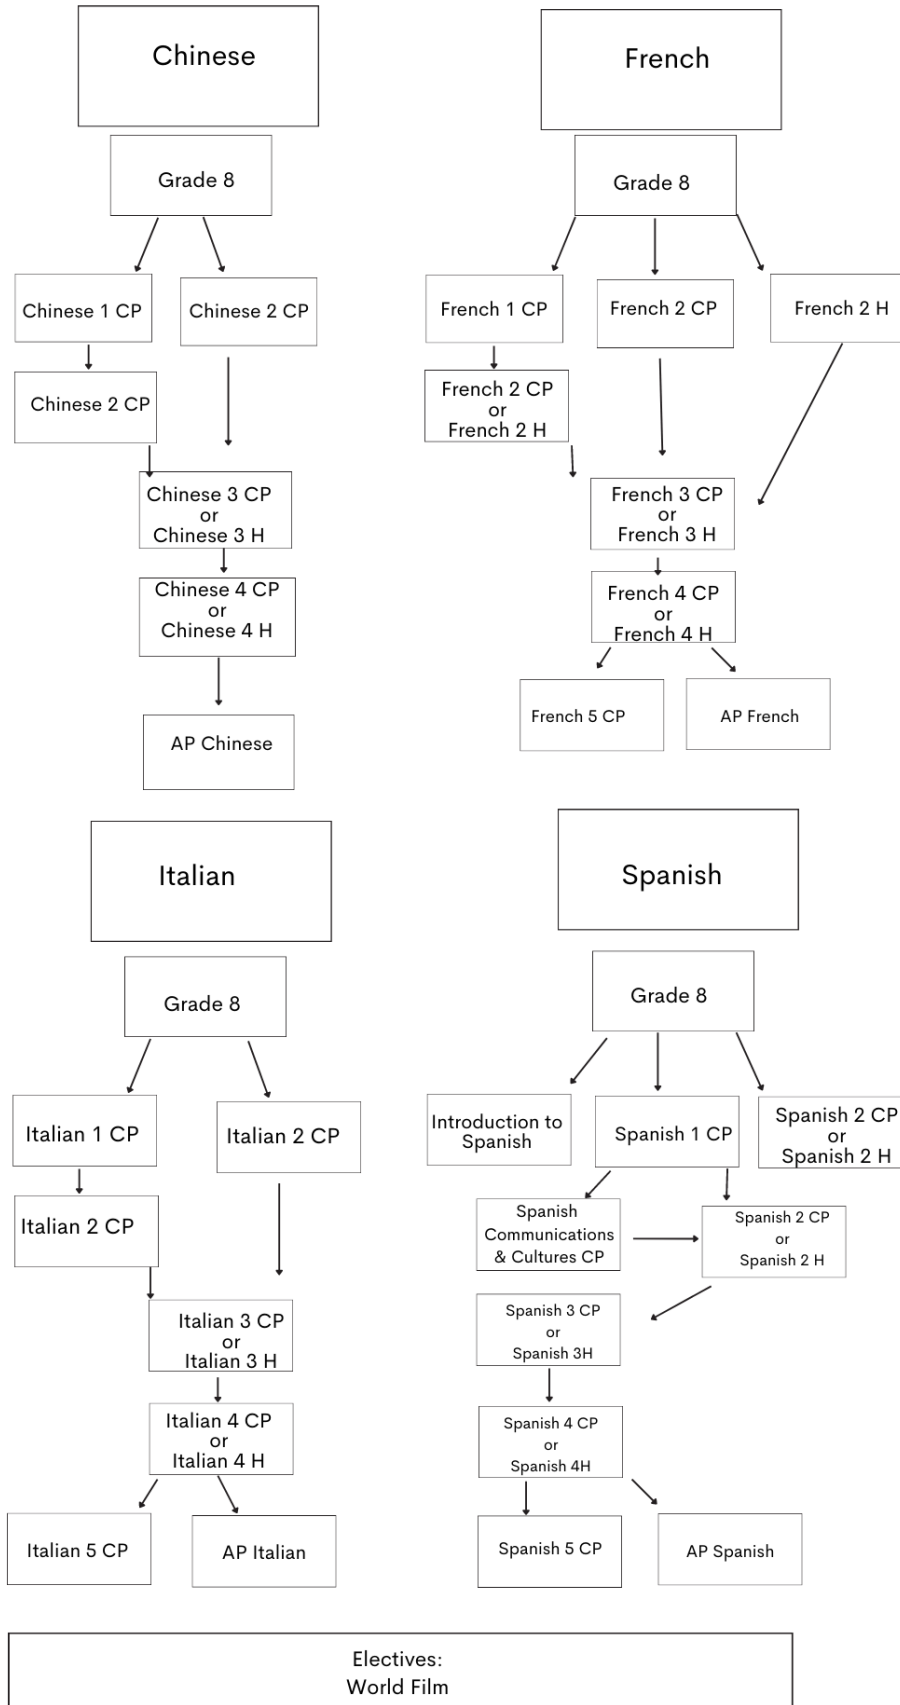 Chinese
Grade 8
Chinese 1 CP
Chinese 2 CP
Chinese 2 CP
Chinese 3 CP
or
Chinese 3 H
Chinese 4 CP
or
Chinese 4 H
AP Chinese
French
Grade 8
French 1 CP
French 2 CP
French 2 H
French 2 CP
or
French 2 H
French 3 CP
or
French 3 H
French 4 CP
or
French 4 H
French 5 CP
AP French
Italian
Grade 8
Italian 1 CP
Italian 2 CP
Italian 2 CP
Italian 3 CP
or
Italian 3 H
Italian 4 CP
or
Italian 4 H
Italian 5 CP
AP Italian
Spanish
Grade 8
Introduction to
Spanish
Spanish 1 CP
Spanish 2 CP
or
Spanish 2 H
Spanish
Communications
& Cultures CP
Spanish 2 CP
or
Spanish 2 H
Spanish 3 CP
or
Spanish 3H
Spanish 4 CP
or
Spanish 4H
Spanish 5 CP
AP Spanish
Electives:
World Film